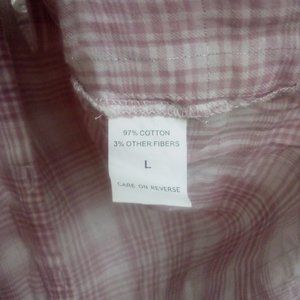 97% COTTON
3% OTHER FIBERS
L
CARE ON REVERSE